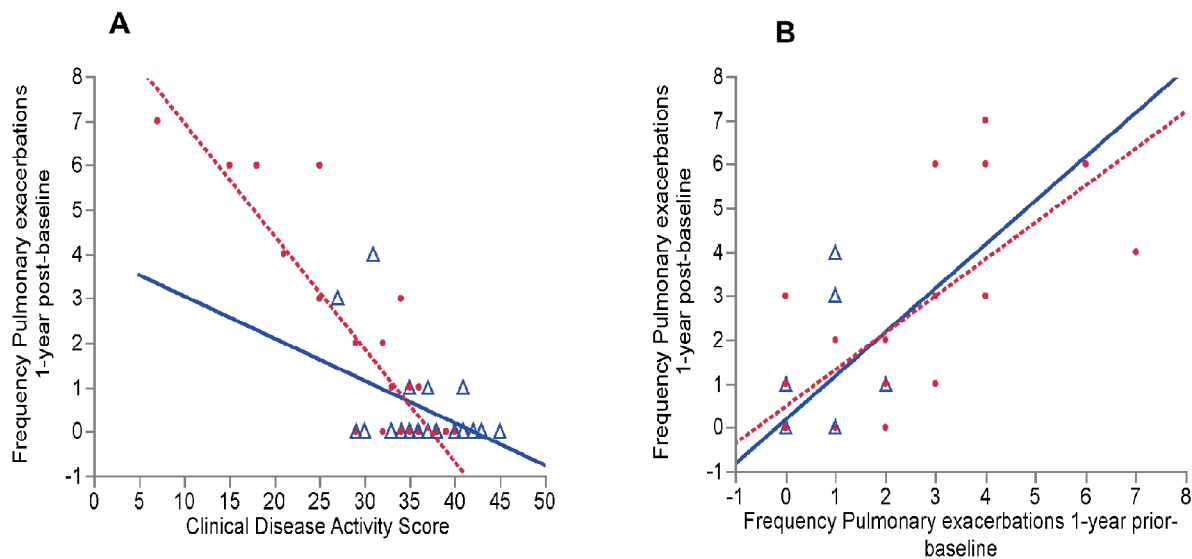 A
Frequency Pulmonary exacerbations
1-year post-baseline
8
7
6
5
4
3
2
1
0
-1
0 5 10 15 20 25 30 35 40 45 50
Clinical Disease Activity Score
B
Frequency Pulmonary exacerbations
1-year post-baseline
8
7
6
5
4
3
2
1
0
-1
-1 0 1 2 3 4 5 6 7 8
Frequency Pulmonary exacerbations 1-year prior-
baseline